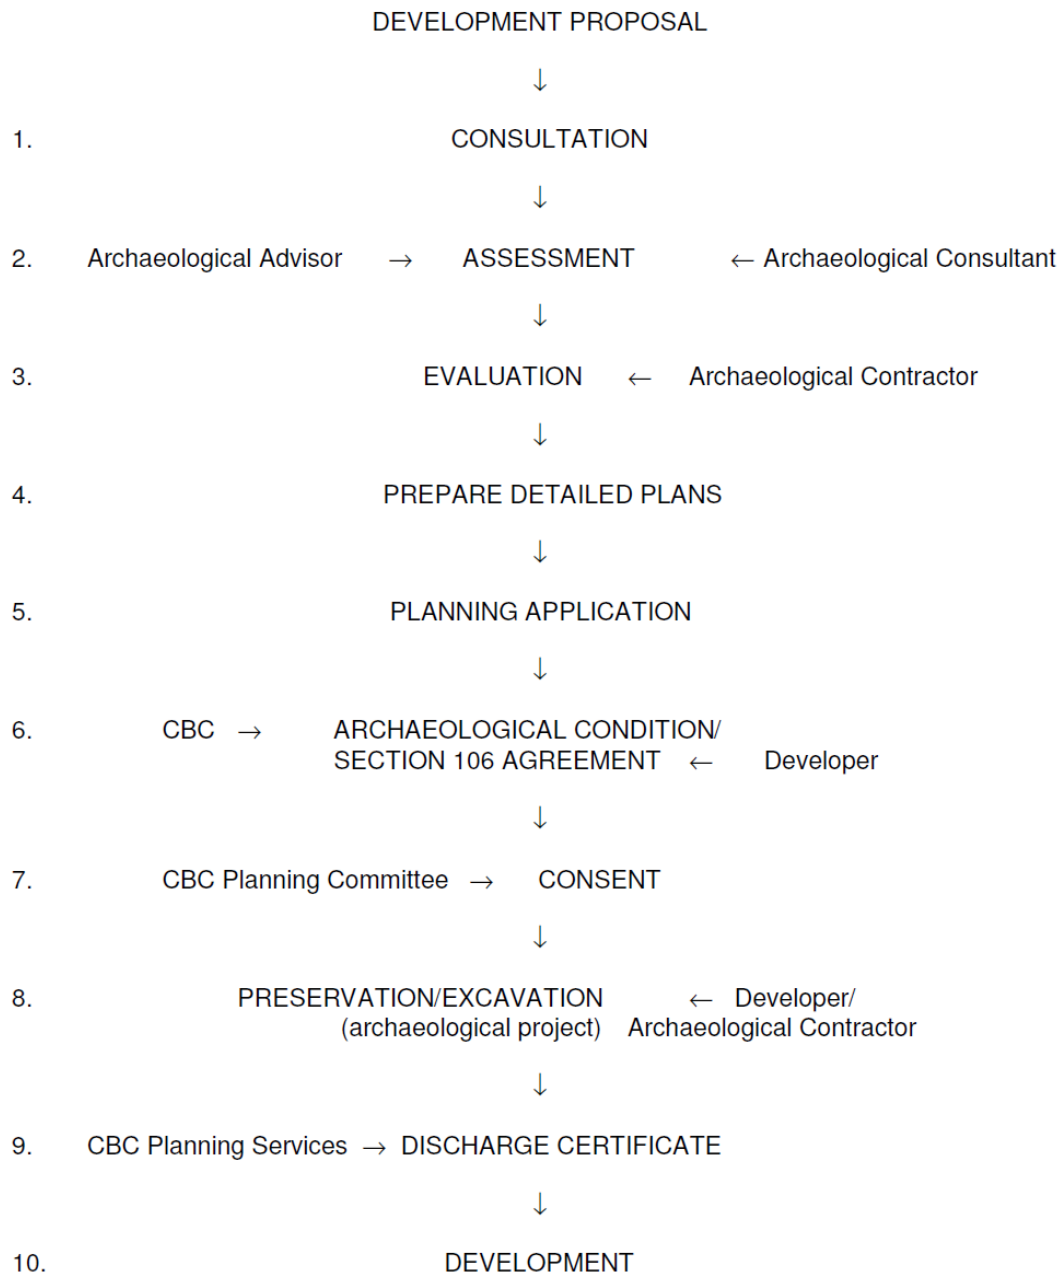 DEVELOPMENT PROPOSAL
↓
1. CONSULTATION
↓
2. Archaeological Advisor → ASSESSMENT ← Archaeological Consultant
↓
3. EVALUATION ← Archaeological Contractor
↓
4. PREPARE DETAILED PLANS
↓
5. PLANNING APPLICATION
↓
6. CBC → ARCHAEOLOGICAL CONDITION/
SECTION 106 AGREEMENT ← Developer
↓
7. CBC Planning Committee → CONSENT
↓
8. PRESERVATION/EXCAVATION ← Developer/
(archaeological project) Archaeological Contractor
↓
9. CBC Planning Services → DISCHARGE CERTIFICATE
↓
10. DEVELOPMENT